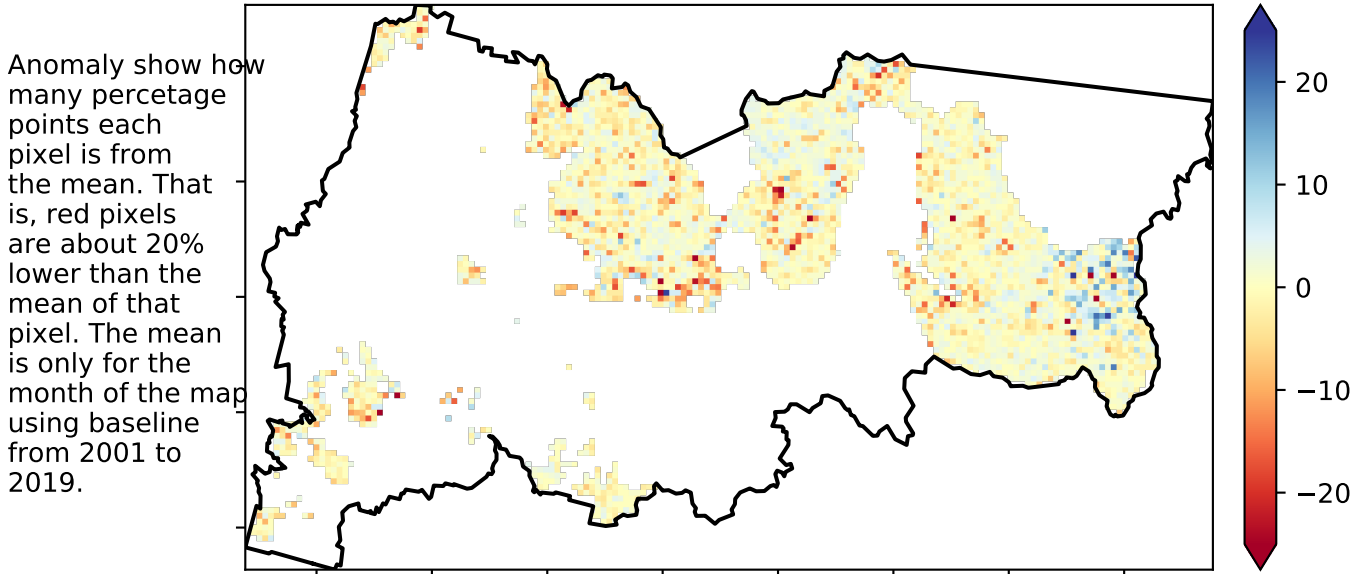 Anomaly show how
many percetage
points each
pixel is from
the mean. That
is, red pixels
are about 20%
lower than the
mean of that
pixel. The mean
is only for the
month of the map
using baseline
from 2001 to
2019.
20
10
0
−10
−20